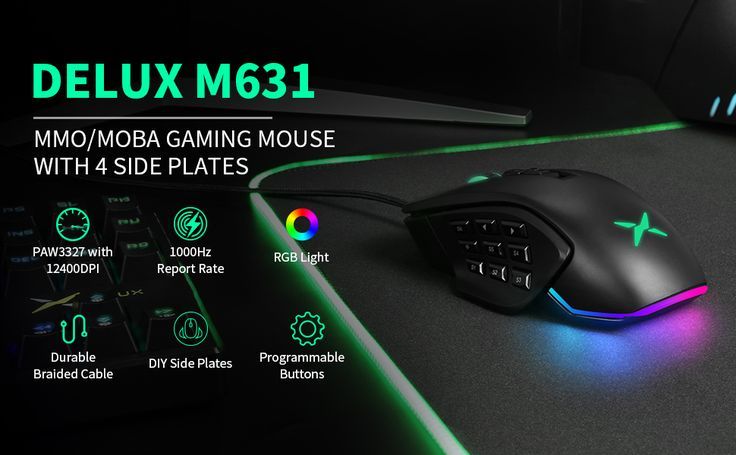 DELUX M631
MMO/MOBA GAMING MOUSE
WITH 4 SIDE PLATES
PAW3327 with
12400DPI
1000Hz
Report Rate
RGB Light
Durable
Braided Cable
DIY Side Plates
Programmable
Buttons
UX